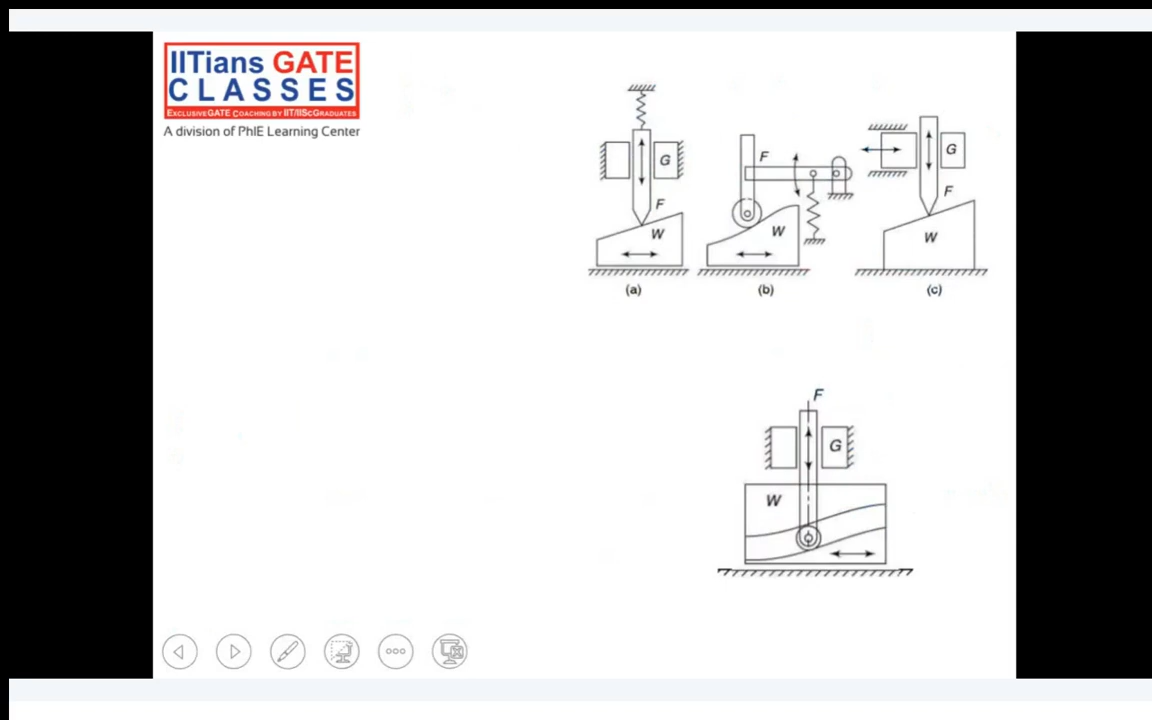 IITians GATE
CLASSES
EXCLUSIVE GATE COACHING BY IIT/IISC GRADUATES
A division of PhIE Learning Center
G
F
W
(a)
F
W
(b)
G
F
W
(c)
F
G
W